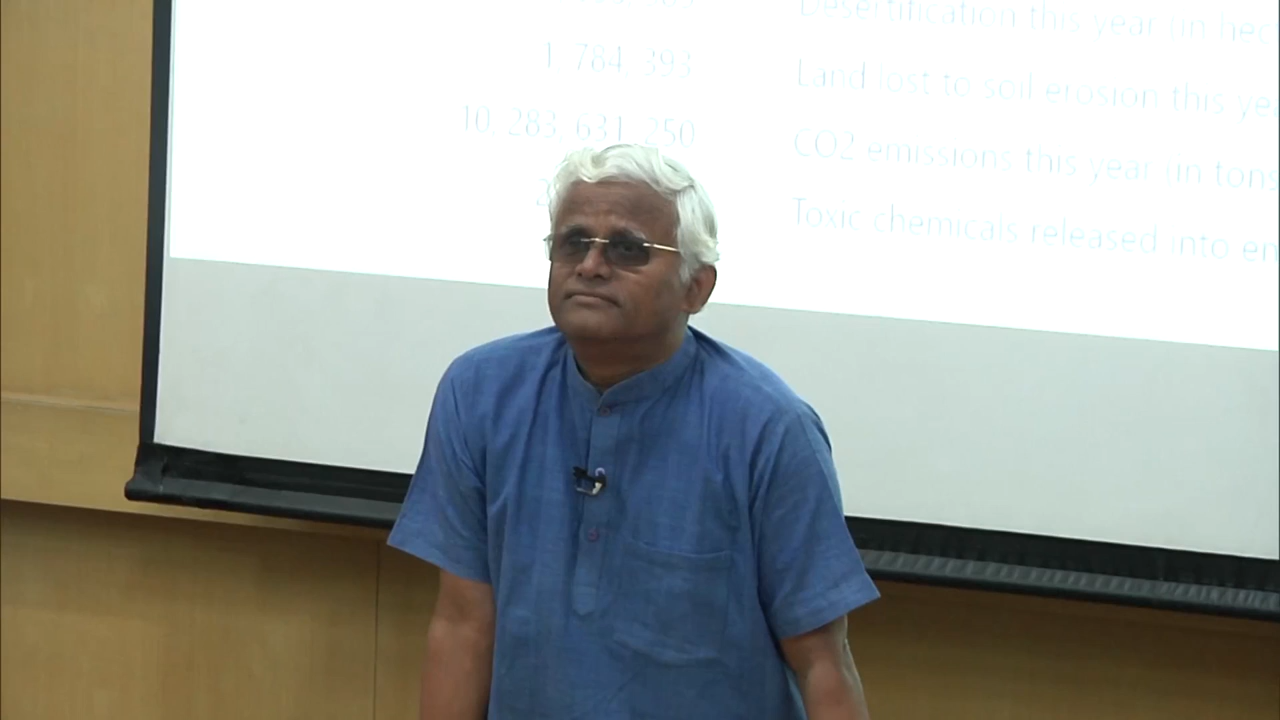 Desertification this year (in hec
1, 784, 393 Land lost to soil erosion this ye
10, 283, 631, 250 CO2 emissions this year (in tons
Toxic chemicals released into en